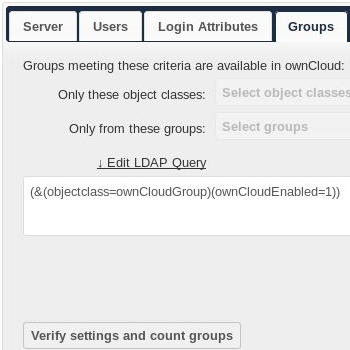 Server Users Login Attributes Groups
Groups meeting these criteria are available in ownCloud:
Only these object classes: Select object classes
Only from these groups: Select groups
↓ Edit LDAP Query
(&(objectclass=ownCloudGroup)(ownCloudEnabled=1))
Verify settings and count groups